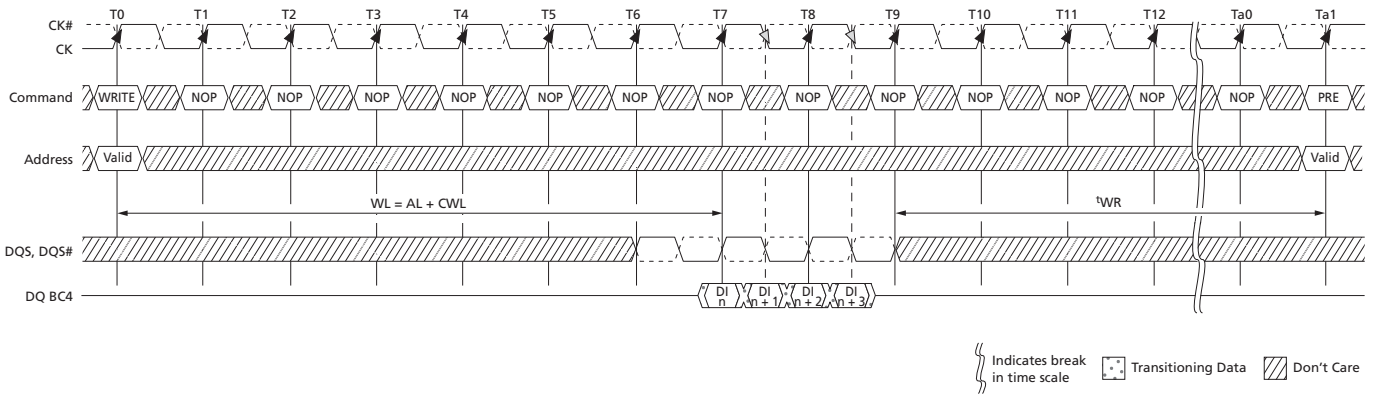 T0 T1 T2 T3 T4 T5 T6 T7 T8 T9 T10 T11 T12 Ta0 Ta1
CK#
CK
Command WRITE NOP NOP NOP NOP NOP NOP NOP NOP NOP NOP NOP NOP NOP PRE
Address Valid Valid
WL = AL + CWL tWR
DQS, DQS#
DQ BC4 DI n DI n + 1 DI n + 2 DI n + 3
Indicates break in time scale Transitioning Data Don't Care